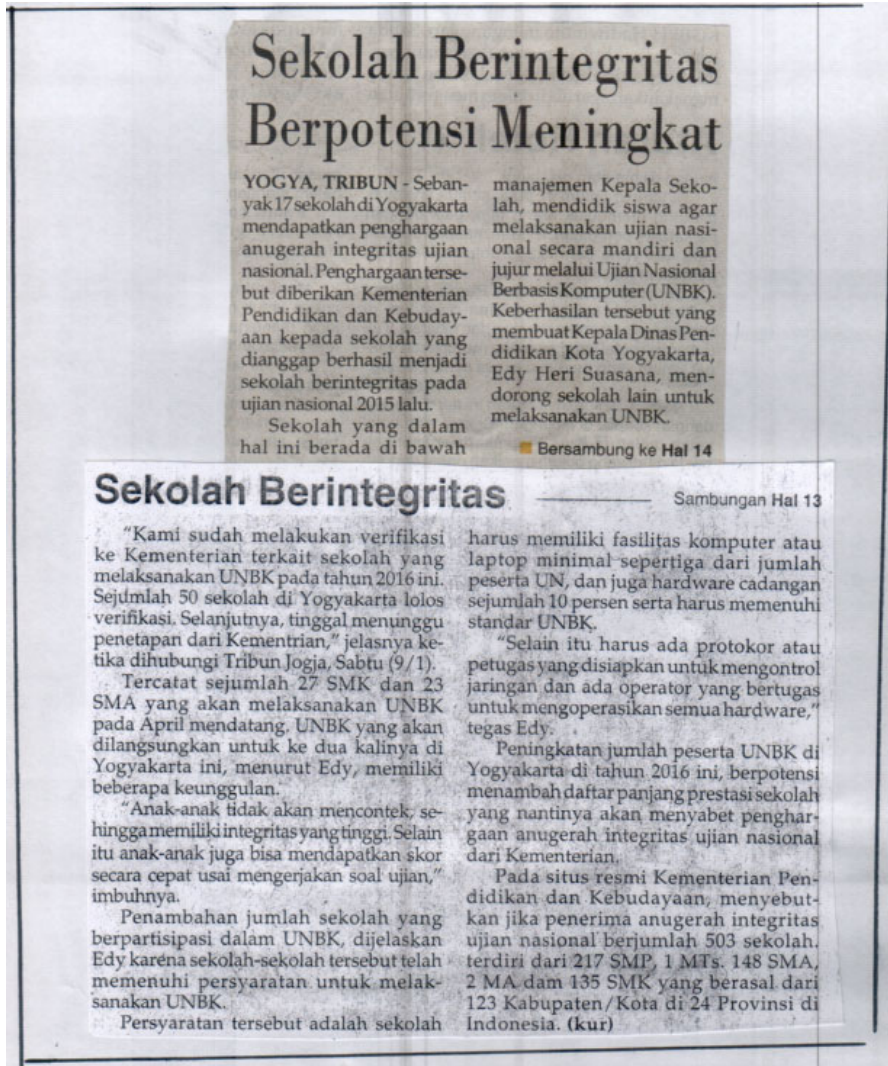 Sekolah Berintegritas
Berpotensi Meningkat
YOGYA, TRIBUN - Seban-
yak 17 sekolah di Yogyakarta
mendapatkan penghargaan
anugerah integritas ujian
nasional. Penghargaan terse-
but diberikan Kementerian
Pendidikan dan Kebuday-
aan kepada sekolah yang
dianggap berhasil menjadi
sekolah berintegritas pada
ujian nasional 2015 lalu.
Sekolah yang dalam
hal ini berada di bawah
manajemen Kepala Seko-
lah, mendidik siswa agar
melaksanakan ujian nasi-
onal secara mandiri dan
jujur melalui Ujian Nasional
Berbasis Komputer (UNBK).
Keberhasilan tersebut yang
membuat Kepala Dinas Pen-
didikan Kota Yogyakarta,
Edy Heri Suasana, men-
dorong sekolah lain untuk
melaksanakan UNBK.
Bersambung ke Hal 14
Sekolah Berintegritas
Sambungan Hal 13
"Kami sudah melakukan verifikasi
ke Kementerian terkait sekolah yang
melaksanakan UNBK pada tahun 2016 ini.
Sejumlah 50 sekolah di Yogyakarta lolos
verifikasi. Selanjutnya, tinggal menunggu
penetapan dari Kementrian," jelasnya ke-
tika dihubungi Tribun Jogja, Sabtu (9/1).
Tercatat sejumlah 27 SMK dan 23
SMA yang akan melaksanakan UNBK
pada April mendatang. UNBK yang akan
dilangsungkan untuk ke dua kalinya di
Yogyakarta ini, menurut Edy, memiliki
beberapa keunggulan.
"Anak-anak tidak akan mencontek, se-
hingga memiliki integritas yang tinggi. Selain
itu anak-anak juga bisa mendapatkan skor
secara cepat usai mengerjakan soal ujian,"
imbuhnya.
Penambahan jumlah sekolah yang
berpartisipasi dalam UNBK, dijelaskan
Edy karena sekolah-sekolah tersebut telah
memenuhi persyaratan untuk melak-
sanakan UNBK.
Persyaratan tersebut adalah sekolah
harus memiliki fasilitas komputer atau
laptop minimal sepertiga dari jumlah
peserta UN, dan juga hardware cadangan
sejumlah 10 persen serta harus memenuhi
standar UNBK.
"Selain itu harus ada protokor atau
petugas yang disiapkan untuk mengontrol
jaringan dan ada operator yang bertugas
untuk mengoperasikan semua hardware,"
tegas Edy.
Peningkatan jumlah peserta UNBK di
Yogyakarta di tahun 2016 ini, berpotensi
menambah daftar panjang prestasi sekolah
yang nantinya akan menyabet penghar-
gaan anugerah integritas ujian nasional
dari Kementerian.
Pada situs resmi Kementerian Pen-
didikan dan Kebudayaan, menyebut-
kan jika penerima anugerah integritas
ujian nasional berjumlah 503 sekolah.
terdiri dari 217 SMP, 1 MTs. 148 SMA,
2 MA dam 135 SMK yang berasal dari
123 Kabupaten/Kota di 24 Provinsi di
Indonesia. (kur)